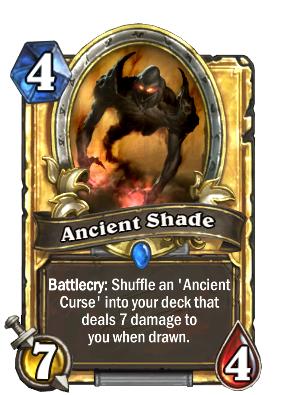 4
Ancient Shade
Battlecry: Shuffle an 'Ancient
Curse' into your deck that
deals 7 damage to
you when drawn.
7
4